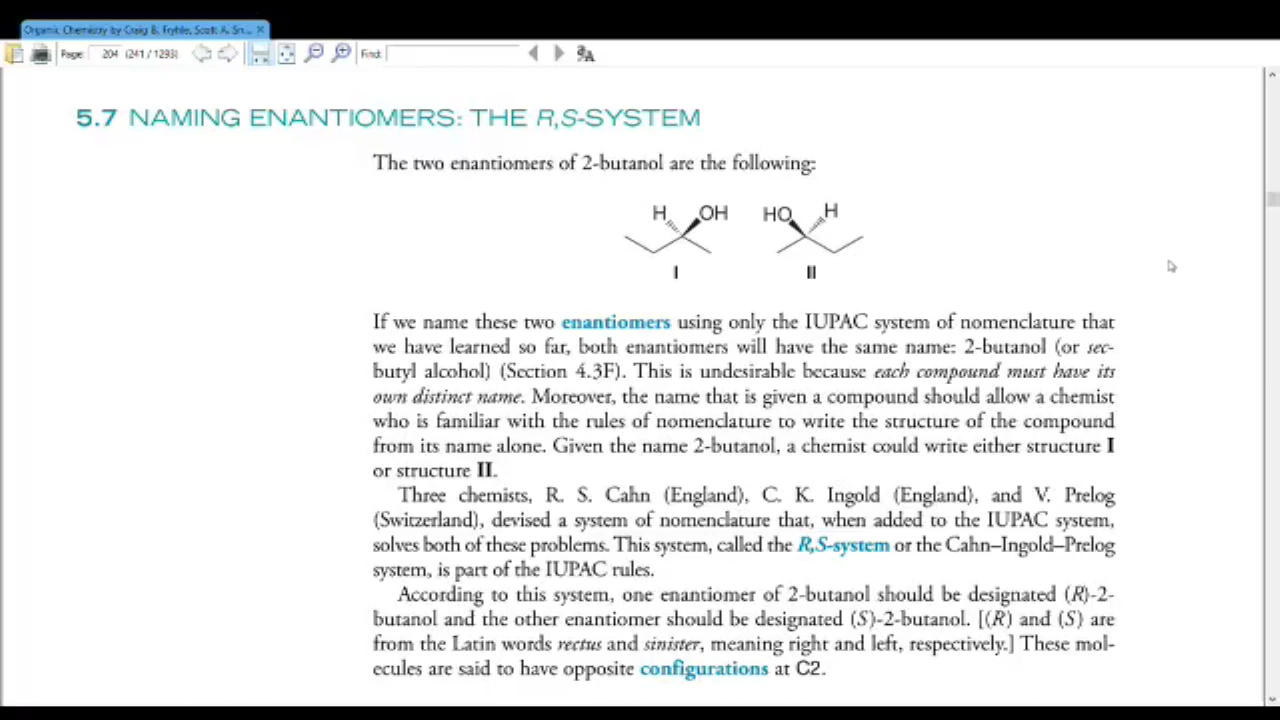 Organic Chemistry by Craig B. Fryhle, Scott A. Sn...
Page: 204 (241 / 1293) Find:
5.7 NAMING ENANTIOMERS: THE R,S-SYSTEM
The two enantiomers of 2-butanol are the following:
H OH HO H
I II
If we name these two enantiomers using only the IUPAC system of nomenclature that
we have learned so far, both enantiomers will have the same name: 2-butanol (or sec-
butyl alcohol) (Section 4.3F). This is undesirable because each compound must have its
own distinct name. Moreover, the name that is given a compound should allow a chemist
who is familiar with the rules of nomenclature to write the structure of the compound
from its name alone. Given the name 2-butanol, a chemist could write either structure I
or structure II.
Three chemists, R. S. Cahn (England), C. K. Ingold (England), and V. Prelog
(Switzerland), devised a system of nomenclature that, when added to the IUPAC system,
solves both of these problems. This system, called the R,S-system or the Cahn–Ingold–Prelog
system, is part of the IUPAC rules.
According to this system, one enantiomer of 2-butanol should be designated (R)-2-
butanol and the other enantiomer should be designated (S)-2-butanol. [(R) and (S) are
from the Latin words rectus and sinister, meaning right and left, respectively.] These mol-
ecules are said to have opposite configurations at C2.